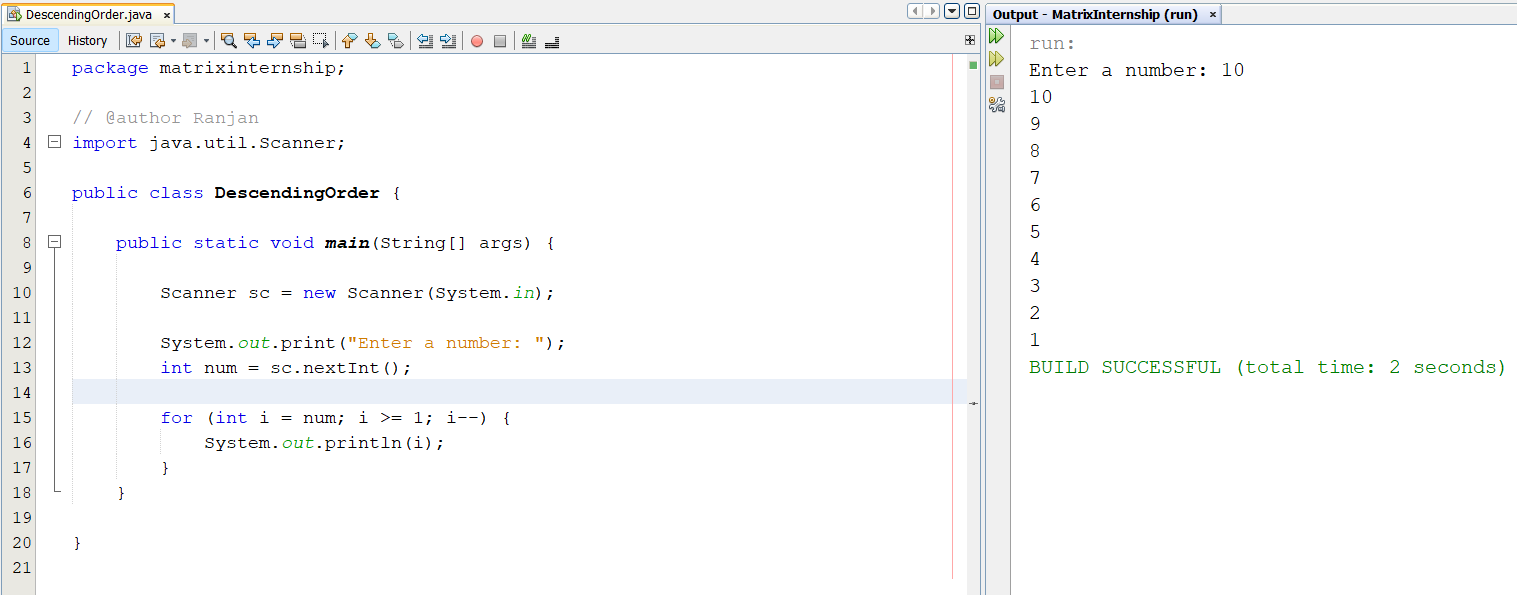 DescendingOrder.java ×
Source History
1 package matrixinternship;
2
3 // @author Ranjan
4 import java.util.Scanner;
5
6 public class DescendingOrder {
7
8 public static void main(String[] args) {
9
10 Scanner sc = new Scanner(System.in);
11
12 System.out.print("Enter a number: ");
13 int num = sc.nextInt();
14
15 for (int i = num; i >= 1; i--) {
16 System.out.println(i);
17 }
18 }
19
20 }
21
Output - MatrixInternship (run) ×
run:
Enter a number: 10
10
9
8
7
6
5
4
3
2
1
BUILD SUCCESSFUL (total time: 2 seconds)